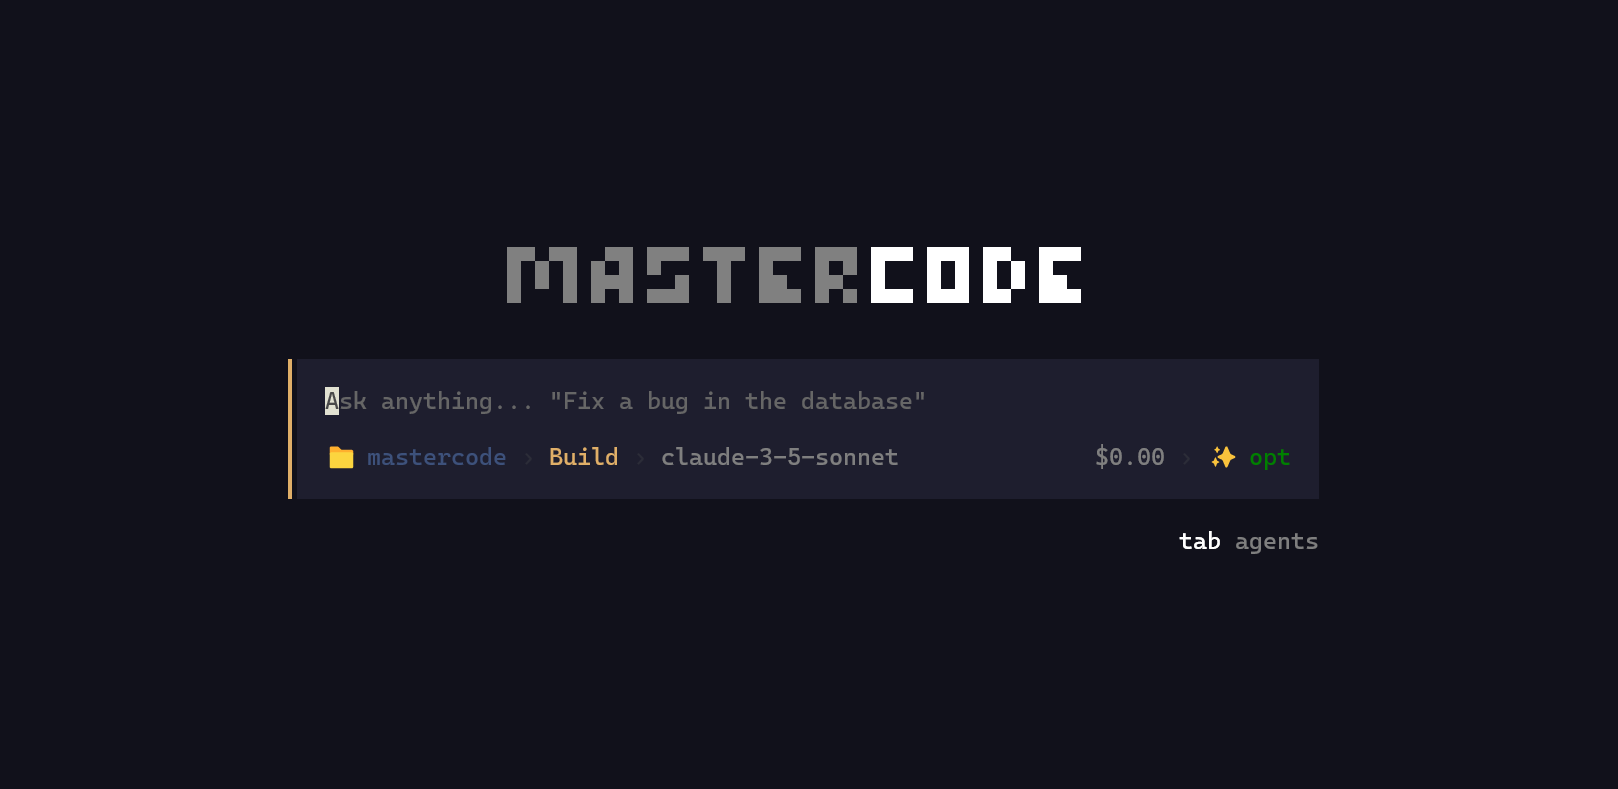 MASTERCODE
Ask anything... "Fix a bug in the database"
mastercode › Build › claude-3-5-sonnet $0.00 › opt
tab agents